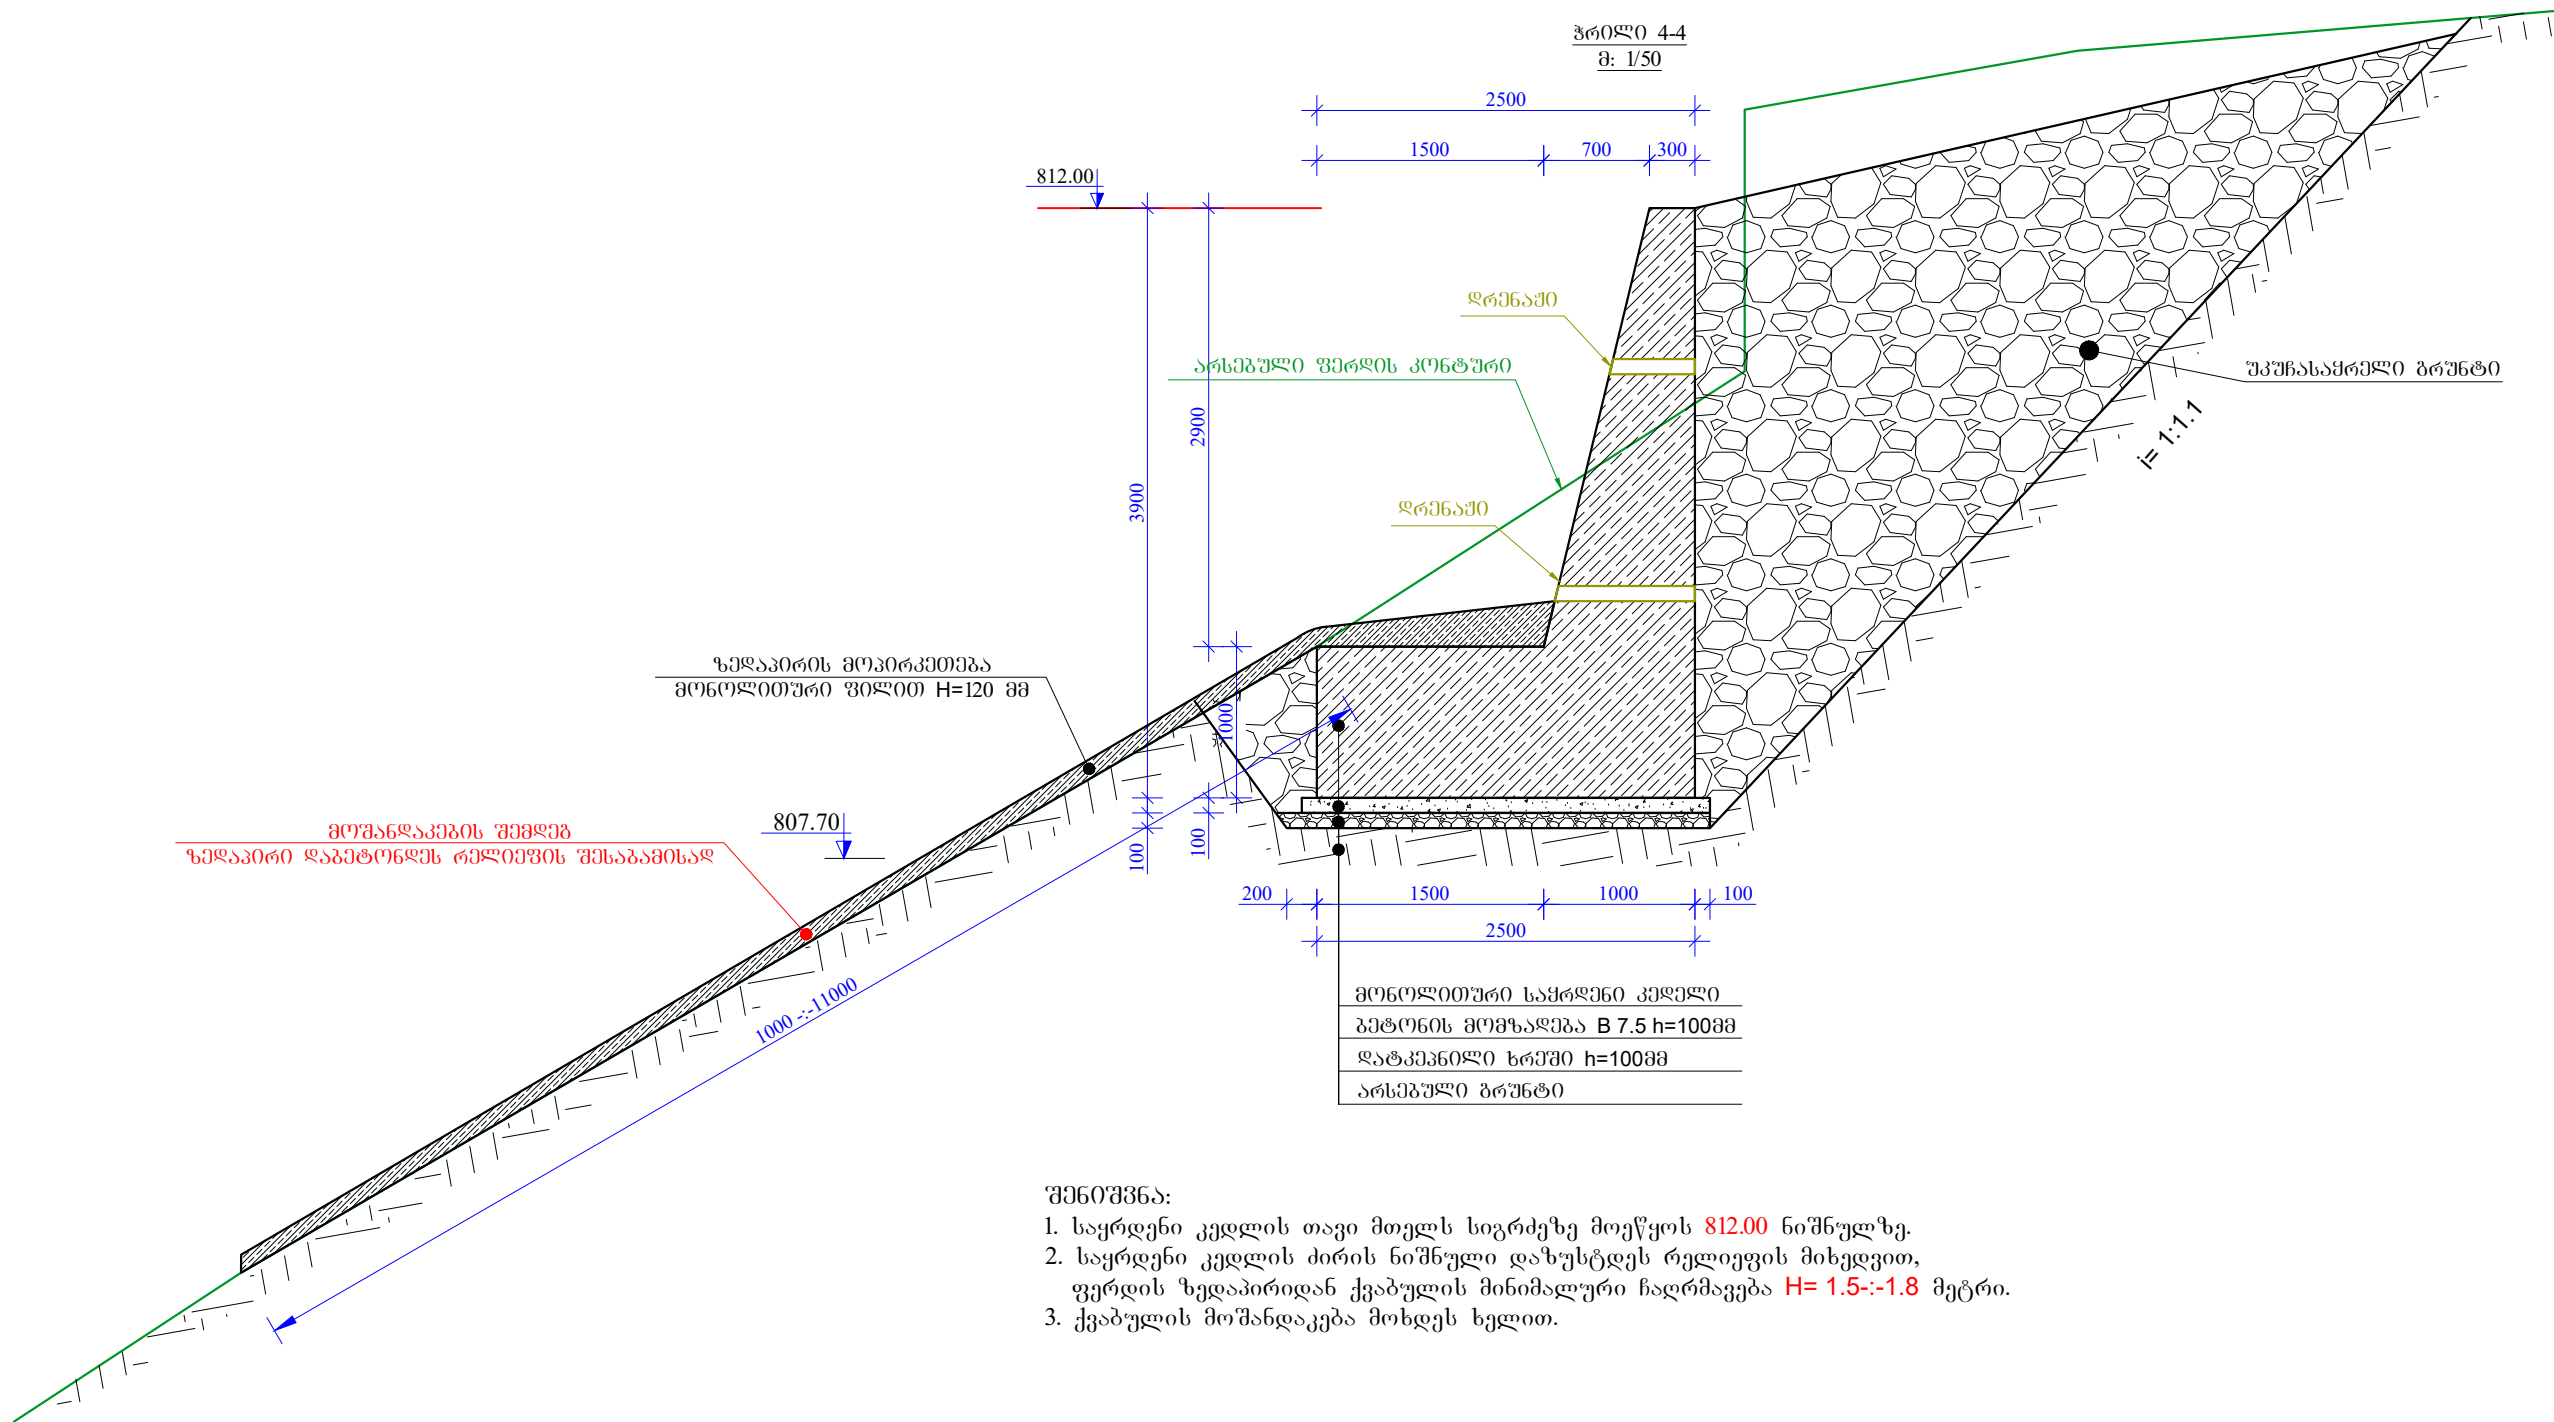 ჭრილი 4-4
მ: 1/50
2500
1500 700 300
812.00
დრენაჟი
არსებული ფერდის კონტური
უკუჩასაყრელი გრუნტი
2900
i= 1:1.1
3900
დრენაჟი
ზედაპირის მოპირკეთება
მონოლითური ფილით H=120 მმ
1000
807.70
მოშანდაკების შემდეგ
ზედაპირი დაბეტონდეს რელიეფის შესაბამისად
100
100
200 1500 1000 100
2500
1000 -:-11000
მონოლითური საყრდენი კედელი
ბეტონის მომზადება B 7.5 h=100მმ
დატკეპნილი ხრეში h=100მმ
არსებული გრუნტი
შენიშვნა:
1. საყრდენი კედლის თავი მთელს სიგრძეზე მოეწყოს 812.00 ნიშნულზე.
2. საყრდენი კედლის ძირის ნიშნული დაზუსტდეს რელიეფის მიხედვით,
ფერდის ზედაპირიდან ქვაბულის მინიმალური ჩაღრმავება H= 1.5-:-1.8 მეტრი.
3. ქვაბულის მოშანდაკება მოხდეს ხელით.